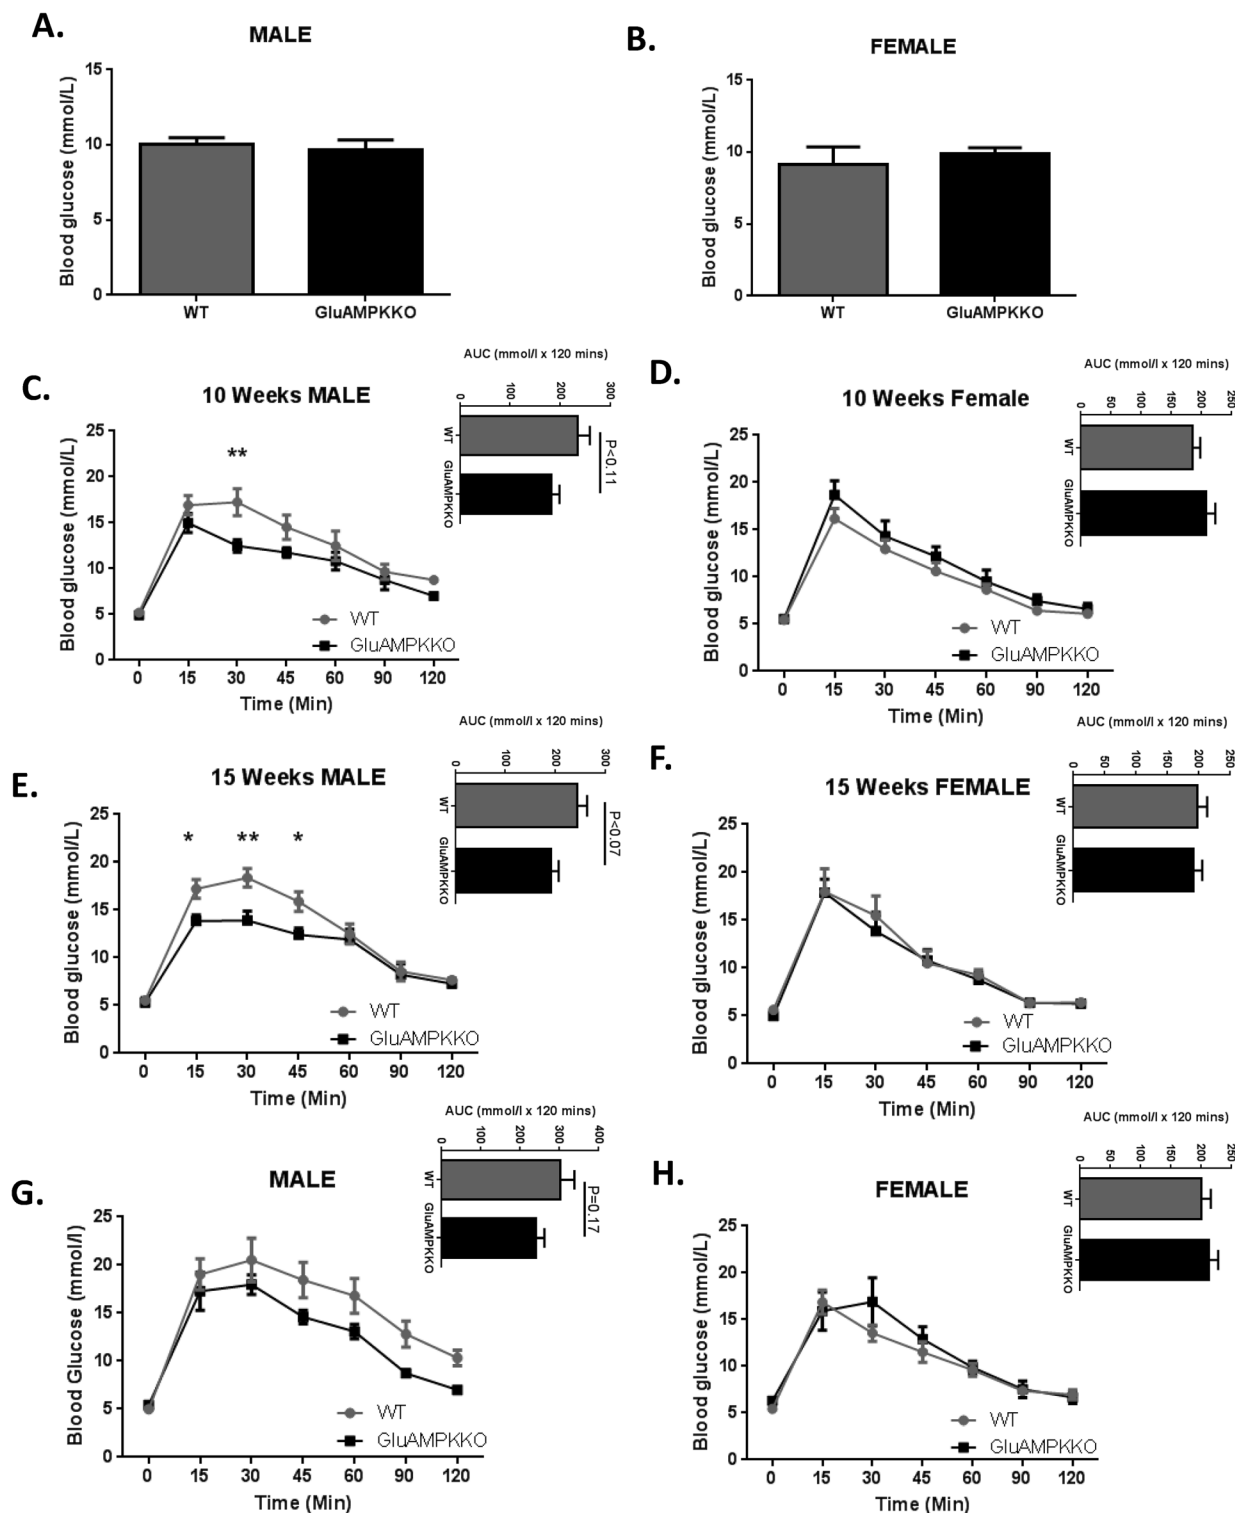 A.
MALE
Blood glucose (mmol/L)
15
10
5
0
WT
GluAMPKKO
B.
FEMALE
Blood glucose (mmol/L)
15
10
5
0
WT
GluAMPKKO
C.
10 Weeks MALE
Blood glucose (mmol/L)
25
20
15
10
5
0
**
WT
GluAMPKKO
0 15 30 45 60 90 120
Time (Min)
AUC (mmol/l x 120 mins)
0 100 200 300
WT
GluAMPKKO
P<0.11
D.
10 Weeks Female
Blood glucose (mmol/L)
25
20
15
10
5
0
WT
GluAMPKKO
0 15 30 45 60 90 120
Time (Min)
AUC (mmol/l x 120 mins)
0 50 100 150 200 250
WT
GluAMPKKO
E.
15 Weeks MALE
Blood glucose (mmol/L)
25
20
15
10
5
0
* ** *
WT
GluAMPKKO
0 15 30 45 60 90 120
Time (Min)
AUC (mmol/l x 120 mins)
0 100 200 300
WT
GluAMPKKO
P<0.07
F.
15 Weeks FEMALE
Blood glucose (mmol/L)
25
20
15
10
5
0
WT
GluAMPKKO
0 15 30 45 60 90 120
Time (Min)
AUC (mmol/l x 120 mins)
0 50 100 150 200 250
WT
GluAMPKKO
G.
MALE
Blood Glucose (mmol/l)
25
20
15
10
5
0
WT
GluAMPKKO
0 15 30 45 60 90 120
Time (Min)
AUC (mmol/l x 120 mins)
0 100 200 300 400
WT
GluAMPKKO
P=0.17
H.
FEMALE
Blood glucose (mmol/L)
25
20
15
10
5
0
WT
GluAMPKKO
0 15 30 45 60 90 120
Time (Min)
AUC (mmol/l x 120 mins)
0 50 100 150 200 250
WT
GluAMPKKO